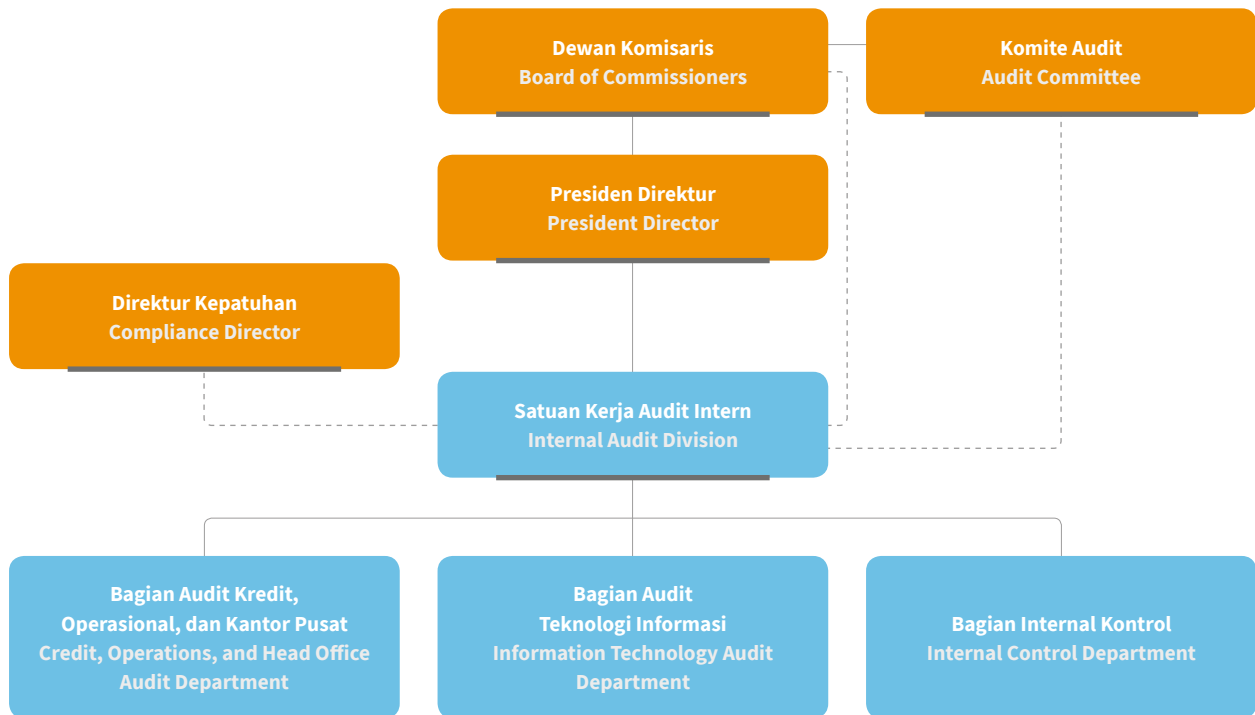 Dewan Komisaris
Board of Commissioners
Komite Audit
Audit Committee
Presiden Direktur
President Director
Direktur Kepatuhan
Compliance Director
Satuan Kerja Audit Intern
Internal Audit Division
Bagian Audit Kredit,
Operasional, dan Kantor Pusat
Credit, Operations, and Head Office
Audit Department
Bagian Audit
Teknologi Informasi
Information Technology Audit
Department
Bagian Internal Kontrol
Internal Control Department